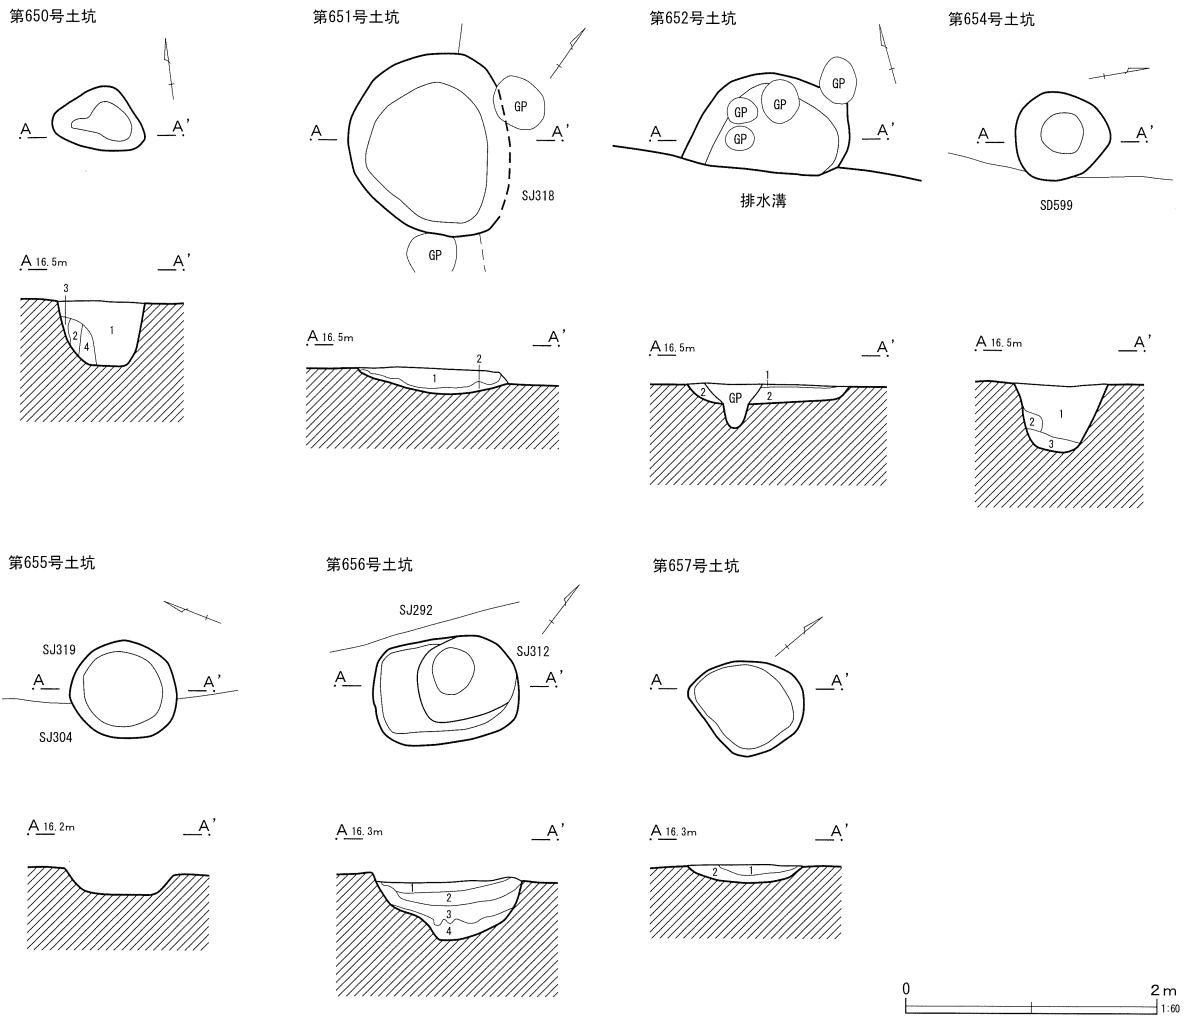 第650号土坑
A A'
A 16.5m A'
3
1
2
4
第651号土坑
GP
A A'
SJ318
GP
A 16.5m A'
2
1
第652号土坑
GP
GP
GP
A A'
GP
排水溝
A 16.5m A'
1
2 GP 2
第654号土坑
A A'
SD599
A 16.5m A'
1
2
3
第655号土坑
SJ319
A A'
SJ304
A 16.2m A'
第656号土坑
SJ292
SJ312
A A'
A 16.3m A'
1
2
3
4
第657号土坑
A A'
A 16.3m A'
2 1
0 2m
1:60